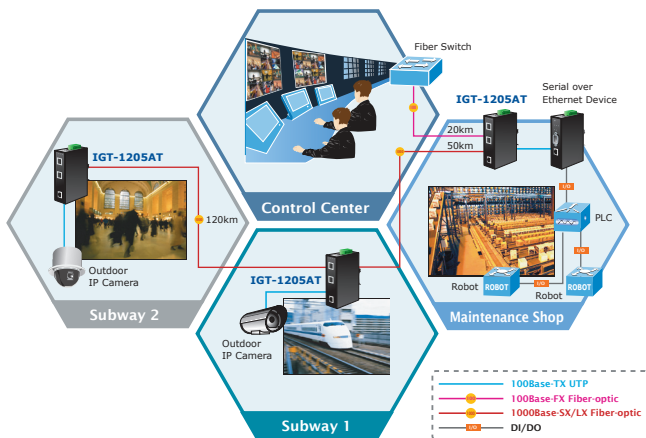 Fiber Switch
IGT-1205AT
Serial over
Ethernet Device
20km
50km
IGT-1205AT
Control Center
120km
PLC
I/O
I/O
I/O
Outdoor
IP Camera
IGT-1205AT
Robot
ROBOT
ROBOT
Robot
Subway 2
Maintenance Shop
Outdoor
IP Camera
Subway 1
100Base-TX UTP
100Base-FX Fiber-optic
1000Base-SX/LX Fiber-optic
I/O
DI/DO